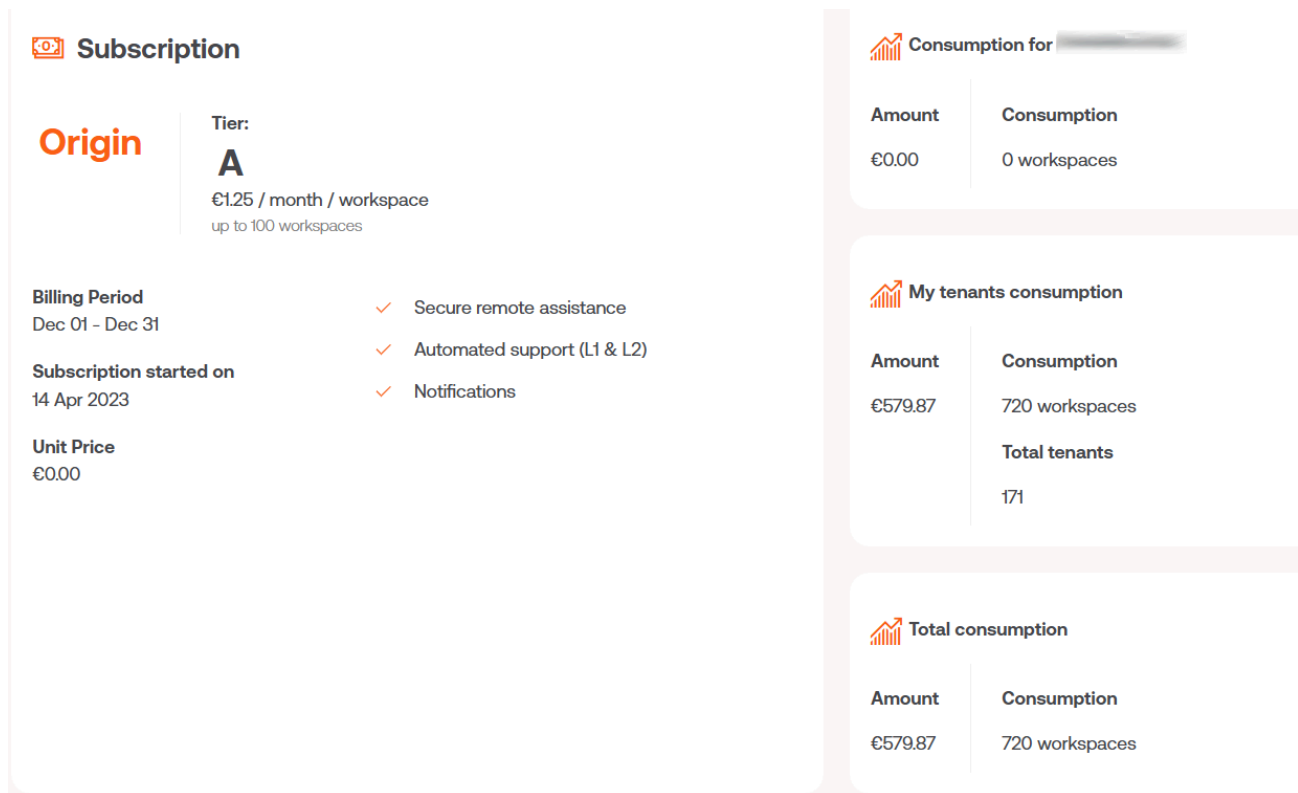 Subscription
Origin
Tier:
A
€1.25 / month / workspace
up to 100 workspaces
Billing Period
Dec 01 - Dec 31
Subscription started on
14 Apr 2023
Unit Price
€0.00
Secure remote assistance
Automated support (L1 & L2)
Notifications
Consumption for
Amount
Consumption
€0.00
0 workspaces
My tenants consumption
Amount
Consumption
€579.87
720 workspaces
Total tenants
171
Total consumption
Amount
Consumption
€579.87
720 workspaces